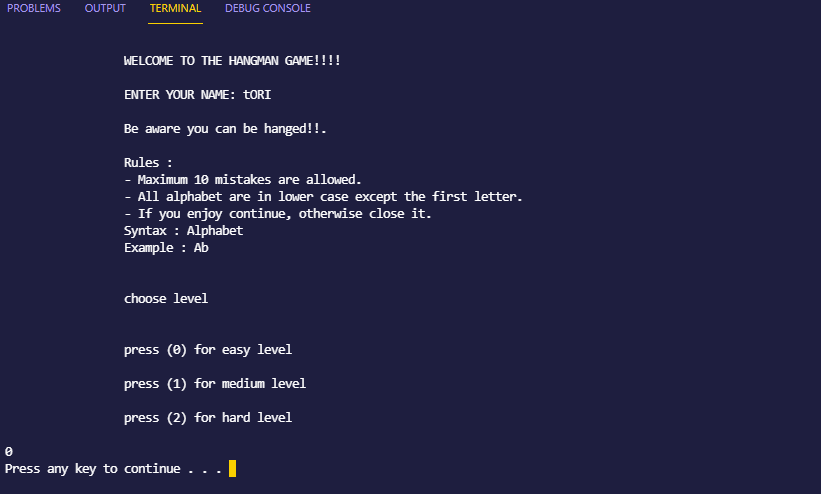 PROBLEMS OUTPUT TERMINAL DEBUG CONSOLE
WELCOME TO THE HANGMAN GAME!!!!
ENTER YOUR NAME: tORI
Be aware you can be hanged!!.
Rules :
- Maximum 10 mistakes are allowed.
- All alphabet are in lower case except the first letter.
- If you enjoy continue, otherwise close it.
Syntax : Alphabet
Example : Ab
choose level
press (0) for easy level
press (1) for medium level
press (2) for hard level
0
Press any key to continue . . .